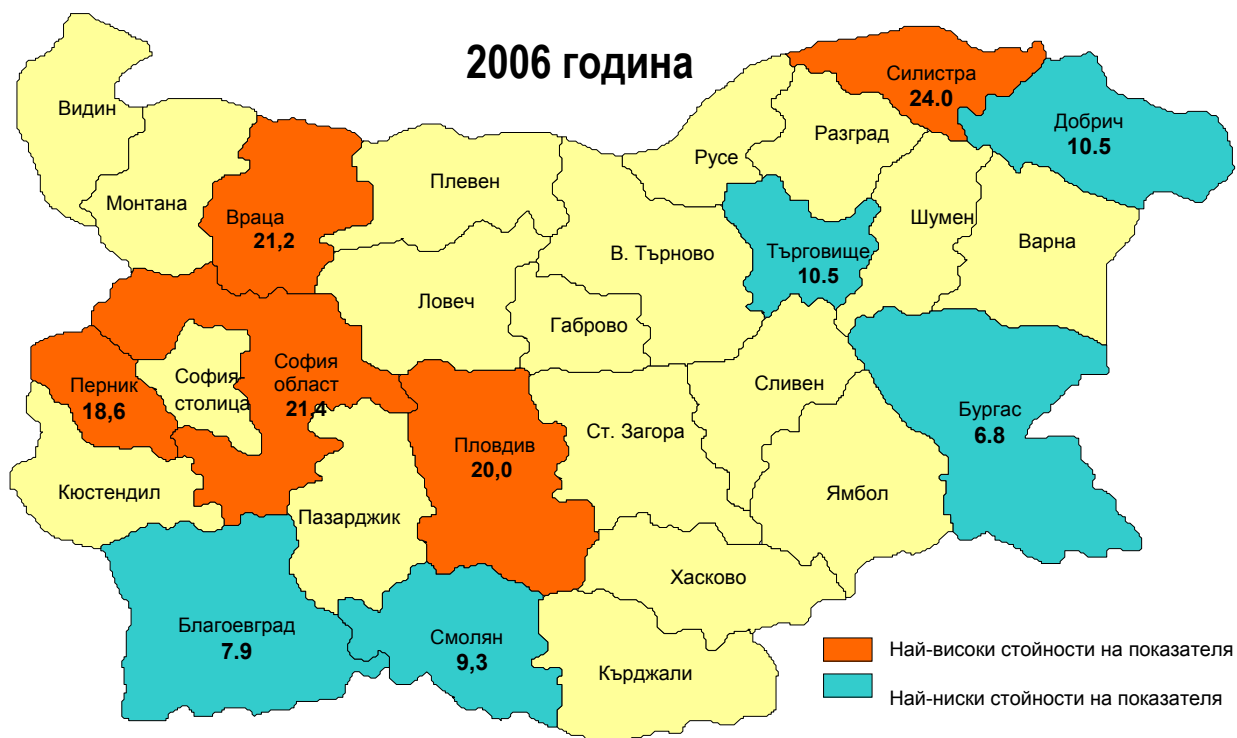 2006 година
Силистра
24.0
Добрич
10.5
Видин
Разград
Русе
Плевен
Монтана
Враца
21,2
Шумен
Варна
В. Търново
Търговище
10.5
Ловеч
Габрово
Перник
18,6
София-
столица
София
област
21,4
Сливен
Бургас
6.8
Ст. Загора
Пловдив
20,0
Кюстендил
Ямбол
Пазарджик
Хасково
Благоевград
7.9
Смолян
9,3
Кърджали
Най-високи стойности на показателя
Най-ниски стойности на показателя